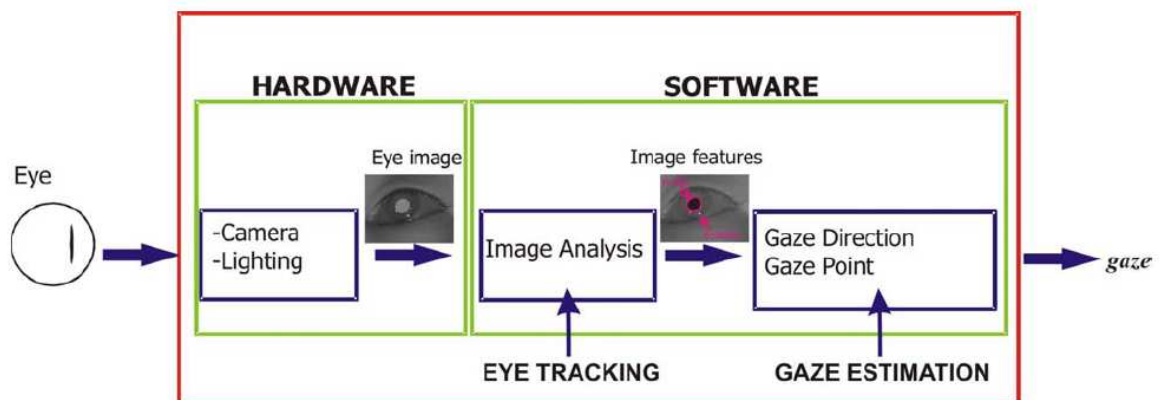 HARDWARE
SOFTWARE
Eye image
Image features
Eye
-Camera
-Lighting
Image Analysis
Gaze Direction
Gaze Point
gaze
EYE TRACKING
GAZE ESTIMATION